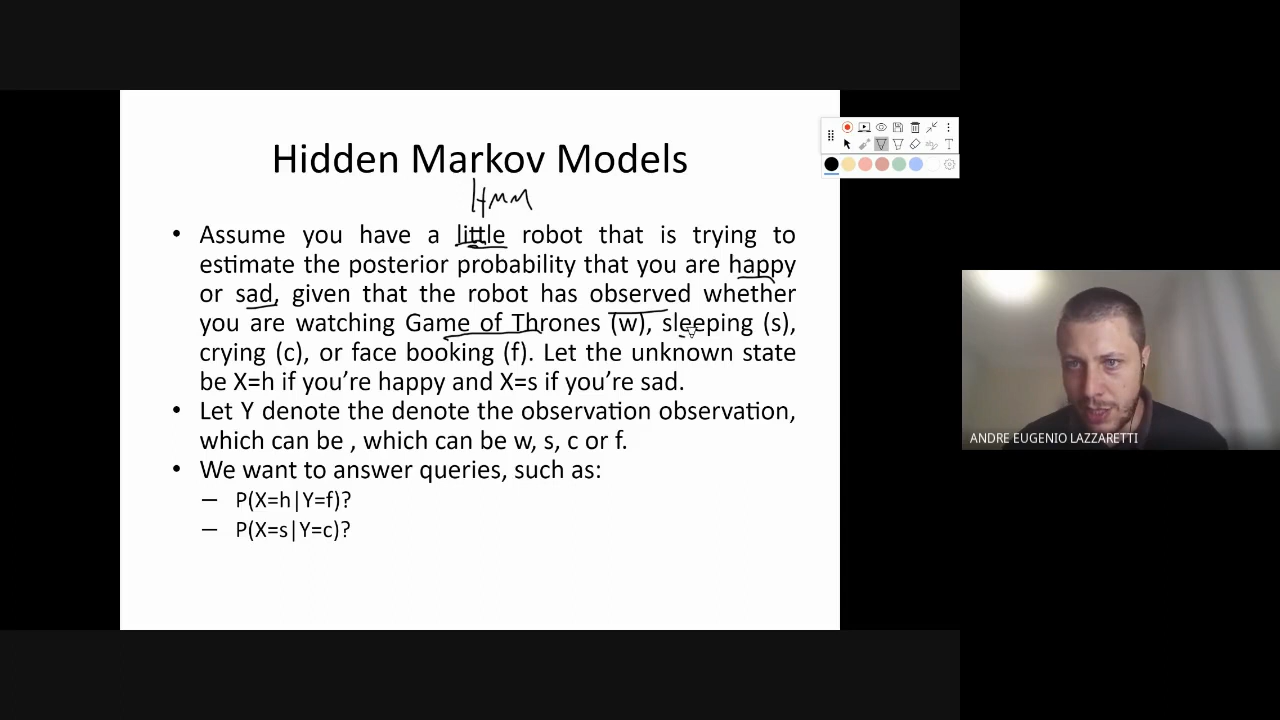 Hidden Markov Models
HMM
• Assume you have a little robot that is trying to
estimate the posterior probability that you are happy
or sad, given that the robot has observed whether
you are watching Game of Thrones (w), sleeping (s),
crying (c), or face booking (f). Let the unknown state
be X=h if you’re happy and X=s if you’re sad.
• Let Y denote the denote the observation observation,
which can be , which can be w, s, c or f.
• We want to answer queries, such as:
– P(X=h|Y=f)?
– P(X=s|Y=c)?
ANDRE EUGENIO LAZZARETTI